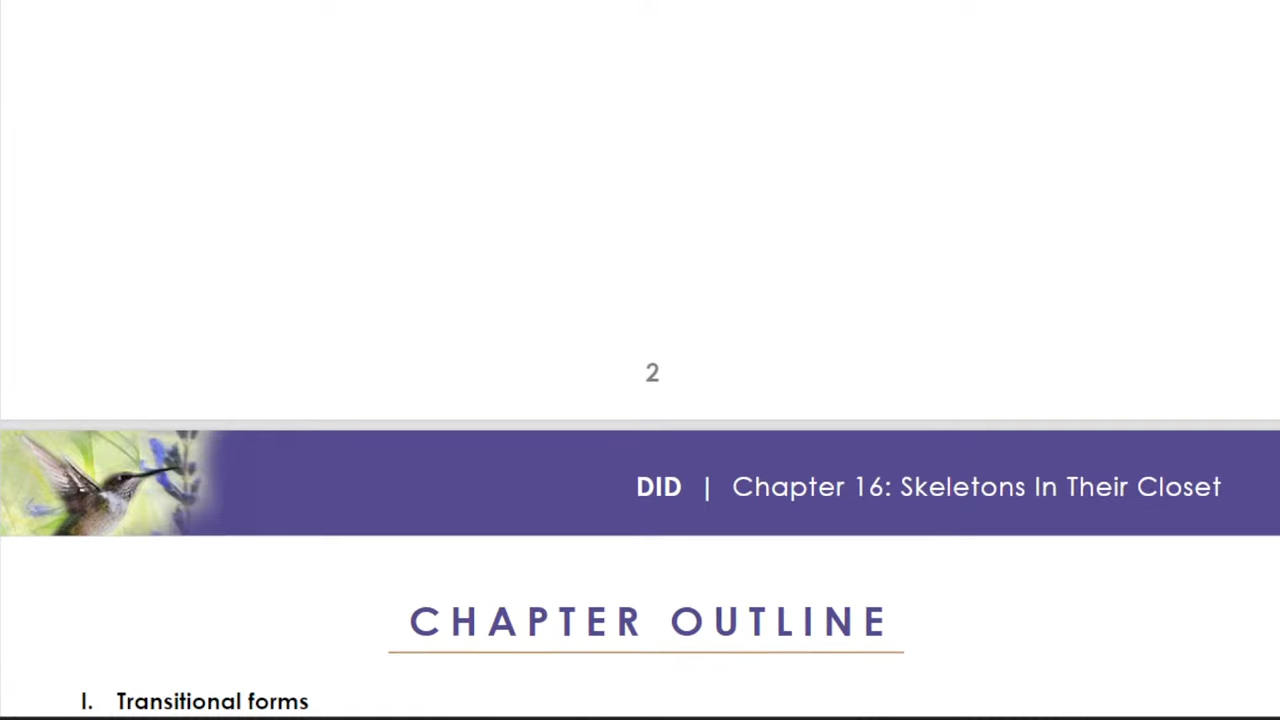 2
DID | Chapter 16: Skeletons In Their Closet
CHAPTER OUTLINE
I. Transitional forms